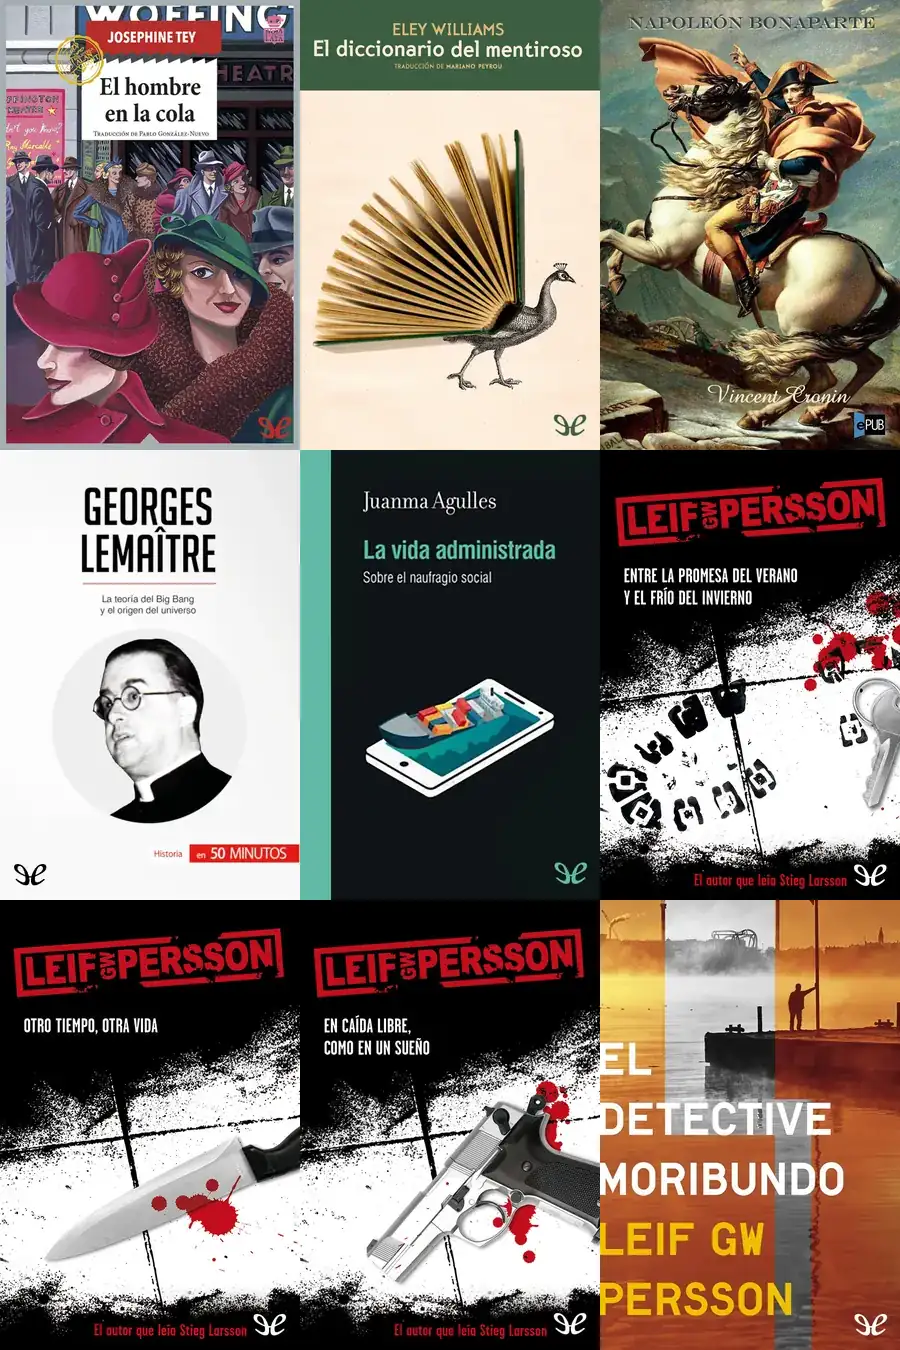 WOFFINGT
JOSEPHINE TEY
HEATR
El hombre
en la cola
TRADUCCIÓN DE PABLO GONZÁLEZ-NUEVO
ELEY WILLIAMS
El diccionario del mentiroso
TRADUCCIÓN DE MARIANO PEYROU
NAPOLEÓN BONAPARTE
Vincent Cronin
ePUB
GEORGES
LEMAÎTRE
La teoría del Big Bang
y el origen del universo
Historia en 50 MINUTOS
Juanma Agulles
La vida administrada
Sobre el naufragio social
LEIF GW PERSSON
ENTRE LA PROMESA DEL VERANO
Y EL FRÍO DEL INVIERNO
El autor que leía Stieg Larsson
LEIF GW PERSSON
OTRO TIEMPO, OTRA VIDA
El autor que leía Stieg Larsson
LEIF GW PERSSON
EN CAÍDA LIBRE,
COMO EN UN SUEÑO
El autor que leía Stieg Larsson
EL
DETECTIVE
MORIBUNDO
LEIF GW
PERSSON